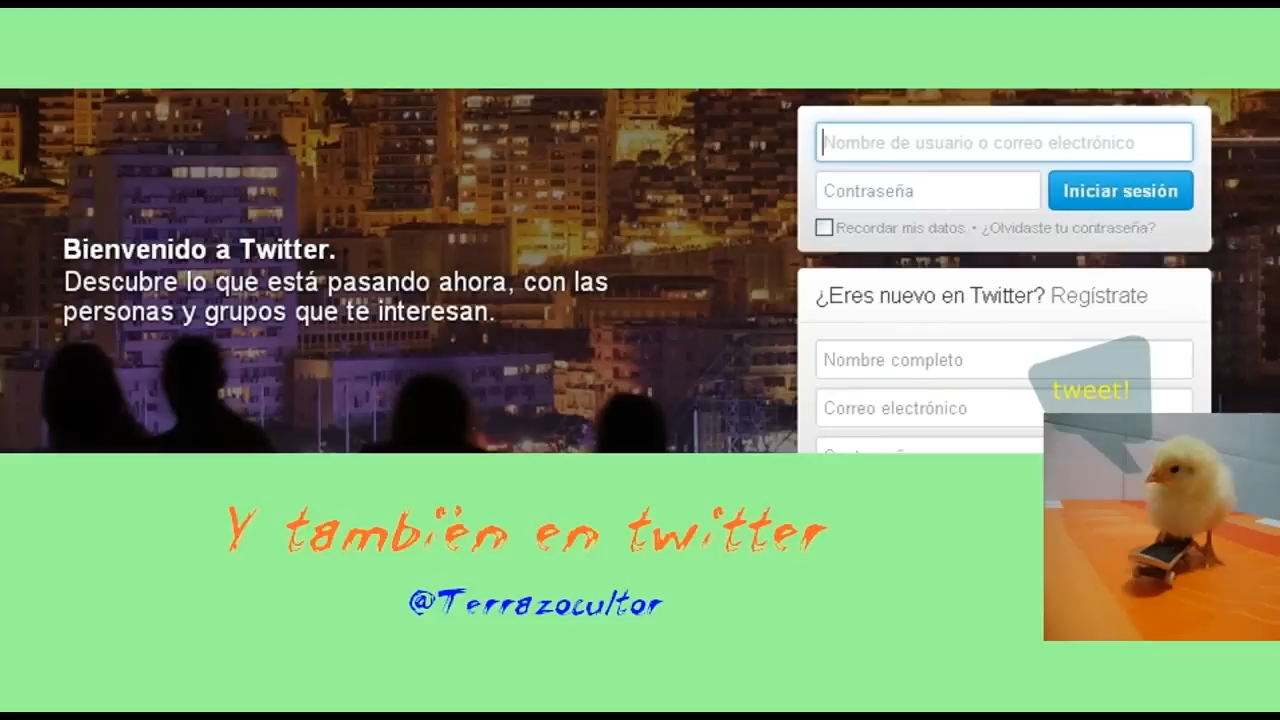 Nombre de usuario o correo electrónico
Contraseña
Iniciar sesión
Recordar mis datos · ¿Olvidaste tu contraseña?
Bienvenido a Twitter.
Descubre lo que está pasando ahora, con las
personas y grupos que te interesan.
¿Eres nuevo en Twitter? Regístrate
Nombre completo
tweet!
Correo electrónico
Y también en twitter
@Terrazocultor